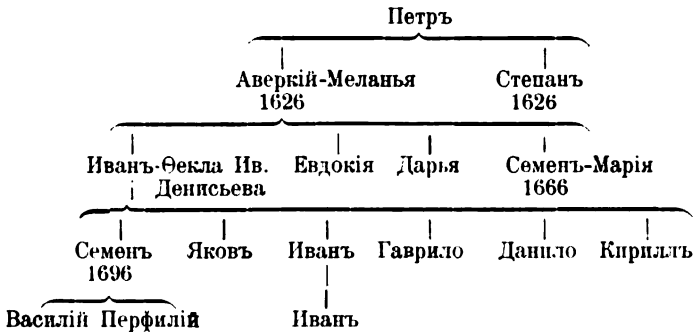 Петръ
Аверкій-Меланья Степанъ
1626 1626
Иванъ-Ѳекла Ив. Евдокія Дарья Семенъ-Марія
Денисьева 1666
Семенъ Яковъ Иванъ Гаврило Данило Кириллъ
1696
Василій Перфилій Иванъ